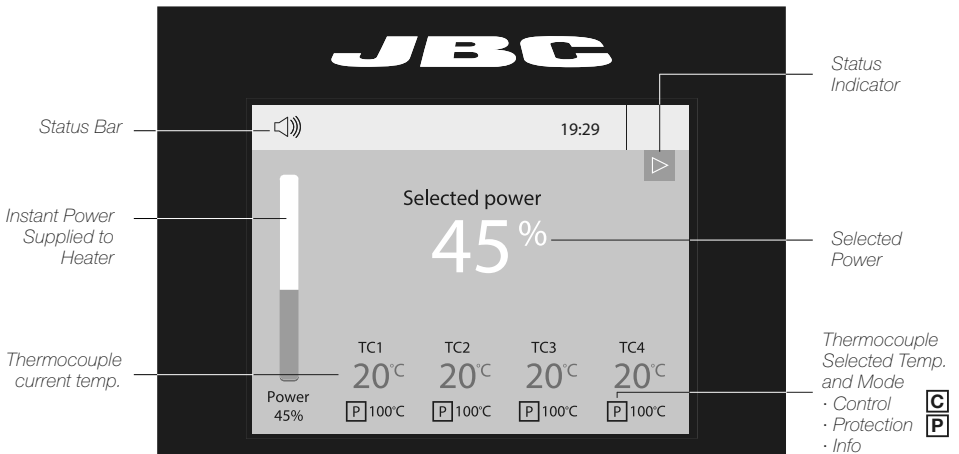 JBC
Status
Indicator
Status Bar
19:29
Instant Power
Supplied to
Heater
Selected power
45%
Selected
Power
Thermocouple
current temp.
TC1 TC2 TC3 TC4
20°C 20°C 20°C 20°C
P 100°C P 100°C P 100°C P 100°C
Power
45%
Thermocouple
Selected Temp.
and Mode
· Control C
· Protection P
· Info